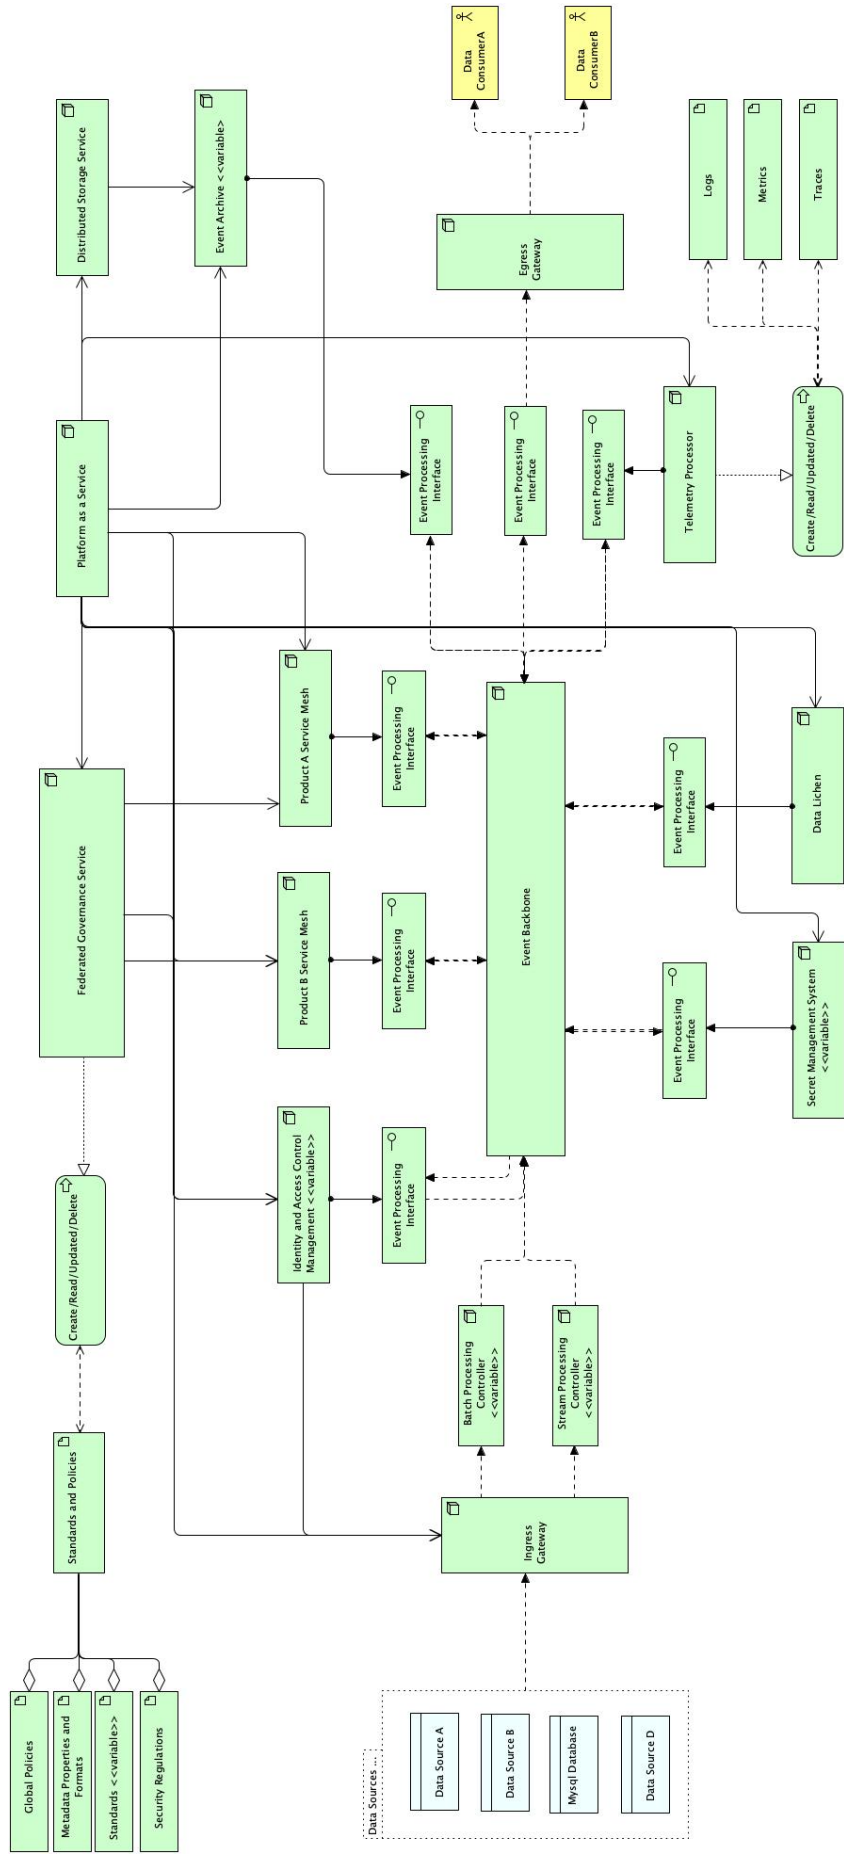 Global Policies
Metadata Properties and
Formats
Standards <<variable>>
Security Regulations
Standards and Policies
Create/Read/Updated/Delete
Federated Governance Service
Platform as a Service
Distributed Storage Service
Event Archive <<variable>
Identity and Access Control
Management <<variable>>
Product B Service Mesh
Product A Service Mesh
Event Processing
Interface
Event Processing
Interface
Event Processing
Interface
Event Processing
Interface
Event Processing
Interface
Event Processing
Interface
Data Sources ...
Data Source A
Data Source B
Mysql Database
Data Source D
Ingress
Gateway
Batch Processing
Controller
<<variable>>
Stream Processing
Controller
<<variable>>
Event Backbone
Egress
Gateway
Data
ConsumerA
Data
ConsumerB
Event Processing
Interface
Event Processing
Interface
Secret Management System
<<variable>>
Data Lichen
Telemetry Processor
Create/Read/Updated/Delete
Logs
Metrics
Traces